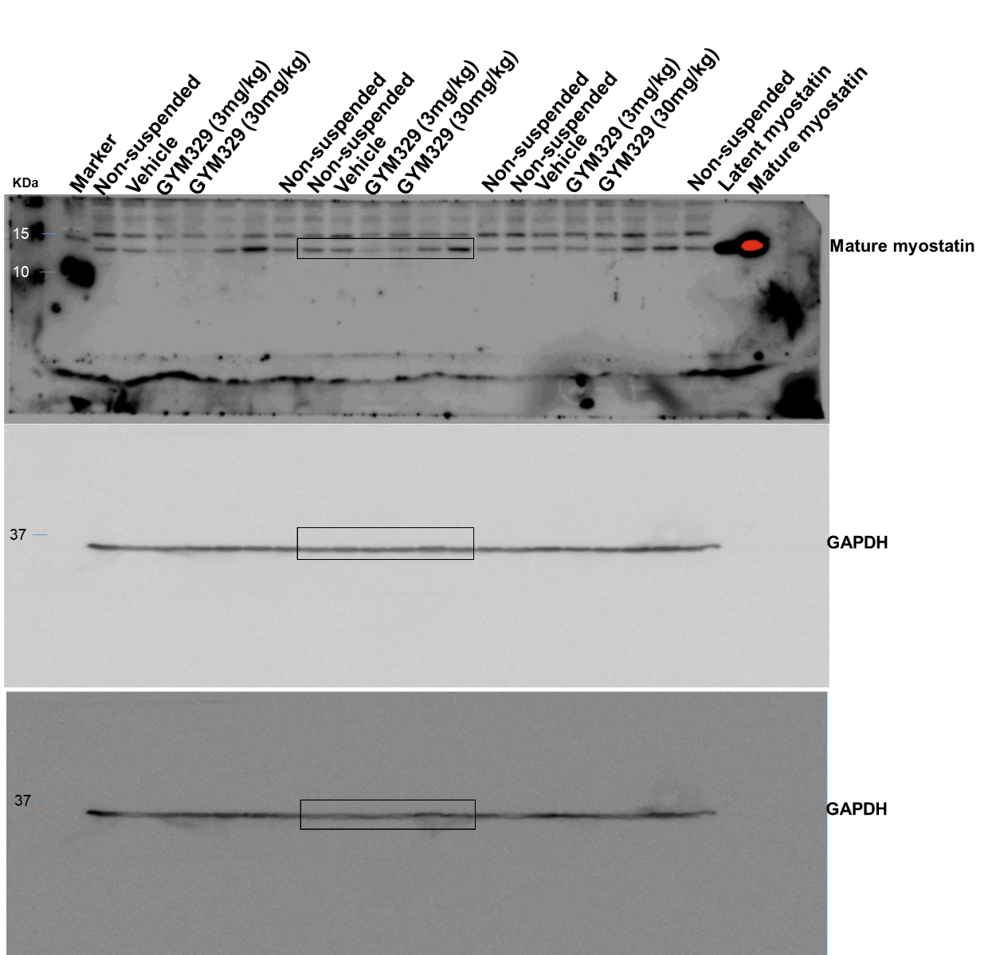 Marker
Non-suspended
Vehicle
GYM329 (3mg/kg)
GYM329 (30mg/kg)
Non-suspended
Non-suspended
Vehicle
GYM329 (3mg/kg)
GYM329 (30mg/kg)
Non-suspended
Non-suspended
Vehicle
GYM329 (3mg/kg)
GYM329 (30mg/kg)
Non-suspended
Latent myostatin
Mature myostatin
KDa
15
10
Mature myostatin
37
GAPDH
37
GAPDH